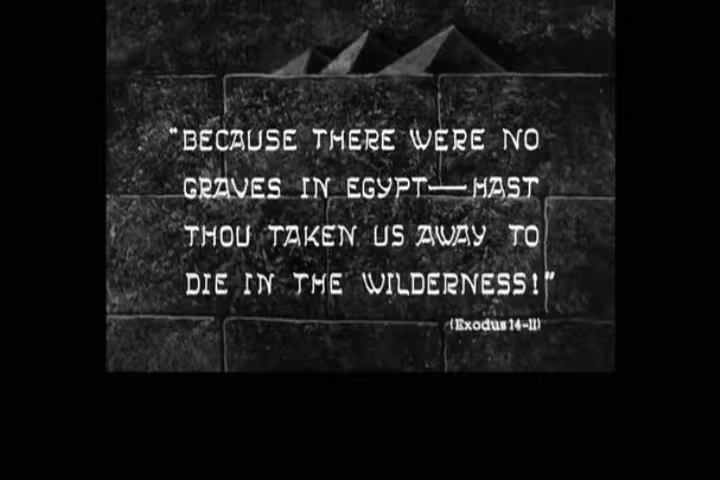 "BECAUSE THERE WERE NO
GRAVES IN EGYPT—HAST
THOU TAKEN US AWAY TO
DIE IN THE WILDERNESS!"
(Exodus 14-11)